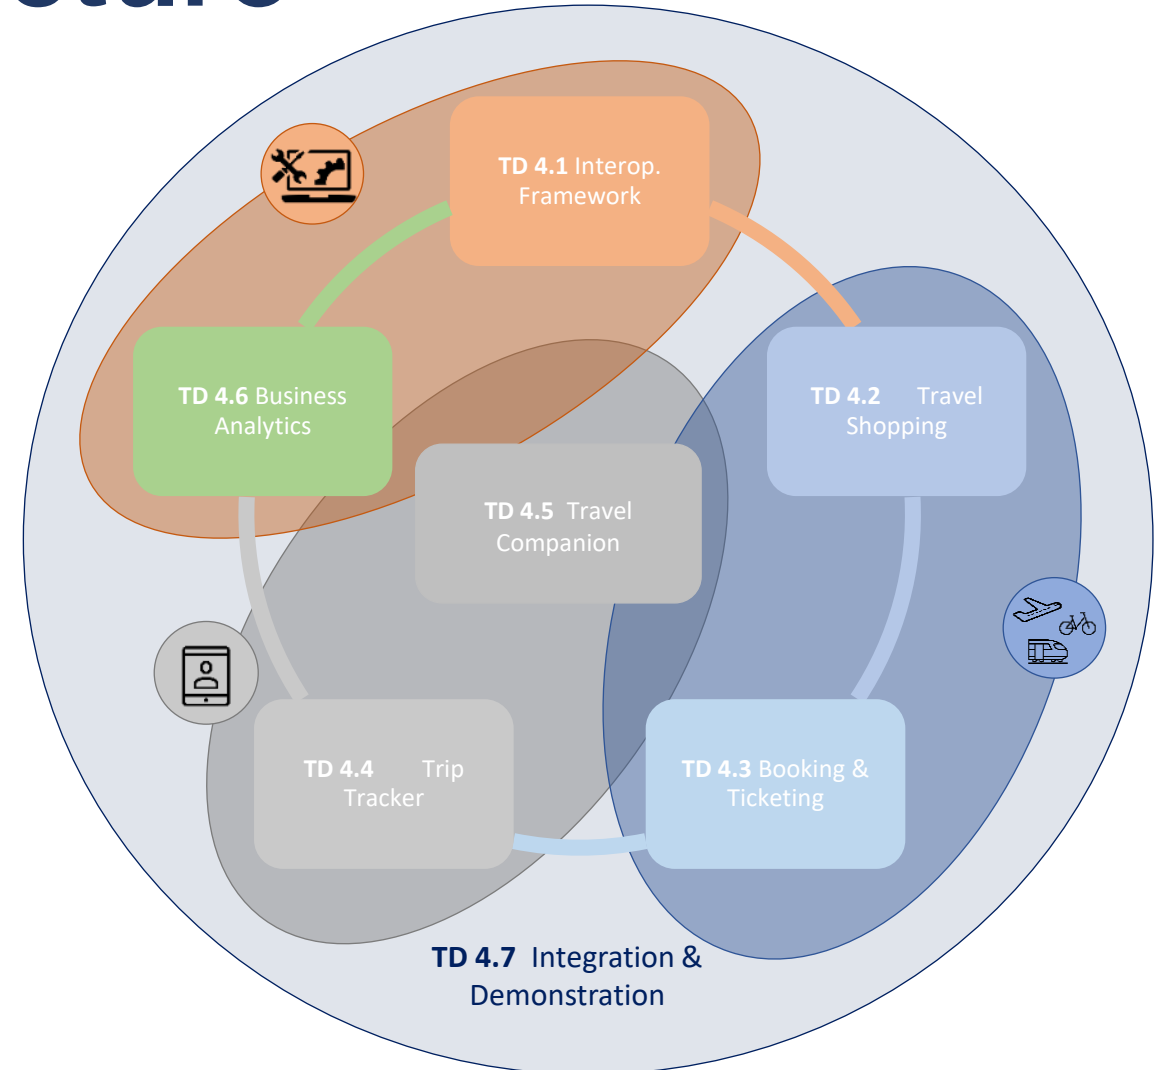 TD 4.1 Interop.
Framework
TD 4.6 Business
Analytics
TD 4.2 Travel
Shopping
TD 4.5 Travel
Companion
TD 4.4 Trip
Tracker
TD 4.3 Booking &
Ticketing
TD 4.7 Integration &
Demonstration